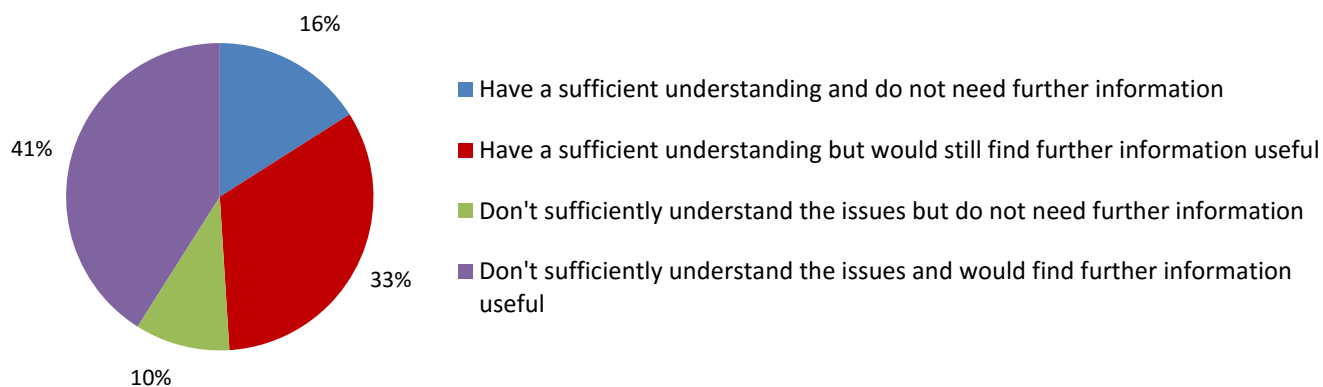 16%
41%
33%
10%
Have a sufficient understanding and do not need further information
Have a sufficient understanding but would still find further information useful
Don't sufficiently understand the issues but do not need further information
Don't sufficiently understand the issues and would find further information
useful